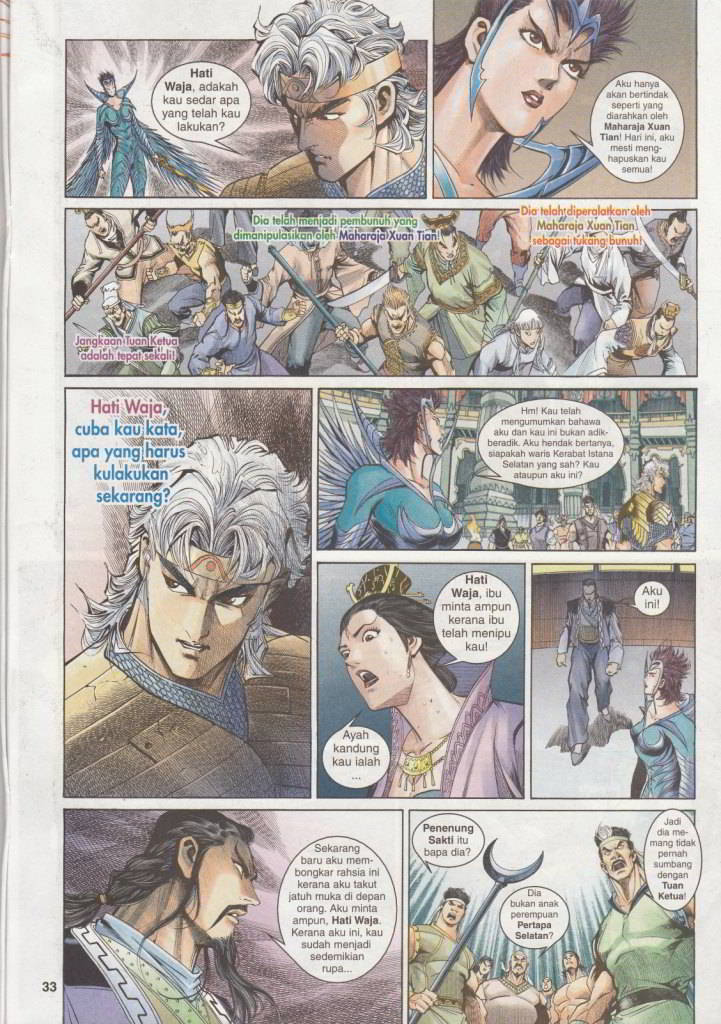 Hati
Waja, adakah
kau sedar apa
yang telah kau
lakukan?
Aku hanya
akan bertindak
seperti yang
diarahkan oleh
Maharaja Xuan
Tian! Hari ini, aku
mesti meng-
hapuskan kau
semua!
Dia telah menjadi pembunuh yang
dimanipulasikan oleh Maharaja Xuan Tian!
Dia telah diperalatkan oleh
Maharaja Xuan Tian
sebagai tukang bunuh!
Jangkaan Tuan Ketua
adalah tepat sekali!
Hati Waja,
cuba kau kata,
apa yang harus
kulakukan
sekarang?
Hm! Kau telah
mengumumkan bahawa
aku dan kau ini bukan adik-
beradik. Aku hendak bertanya,
siapakah waris Kerabat Istana
Selatan yang sah? Kau
ataupun aku ini?
Hati
Waja, ibu
minta ampun
kerana ibu
telah menipu
kau!
Ayah
kandung
kau ialah
...
Aku
ini!
Sekarang
baru aku mem-
bongkar rahsia ini
kerana aku takut
jatuh muka di depan
orang. Aku minta
ampun, Hati Waja.
Kerana aku ini, kau
sudah menjadi
sedemikian
rupa...
Penenung
Sakti itu
bapa dia?
Dia
bukan anak
perempuan
Pertapa
Selatan?
Jadi
dia me-
mang tidak
pernah
sumbang
dengan
Tuan
Ketua!
33